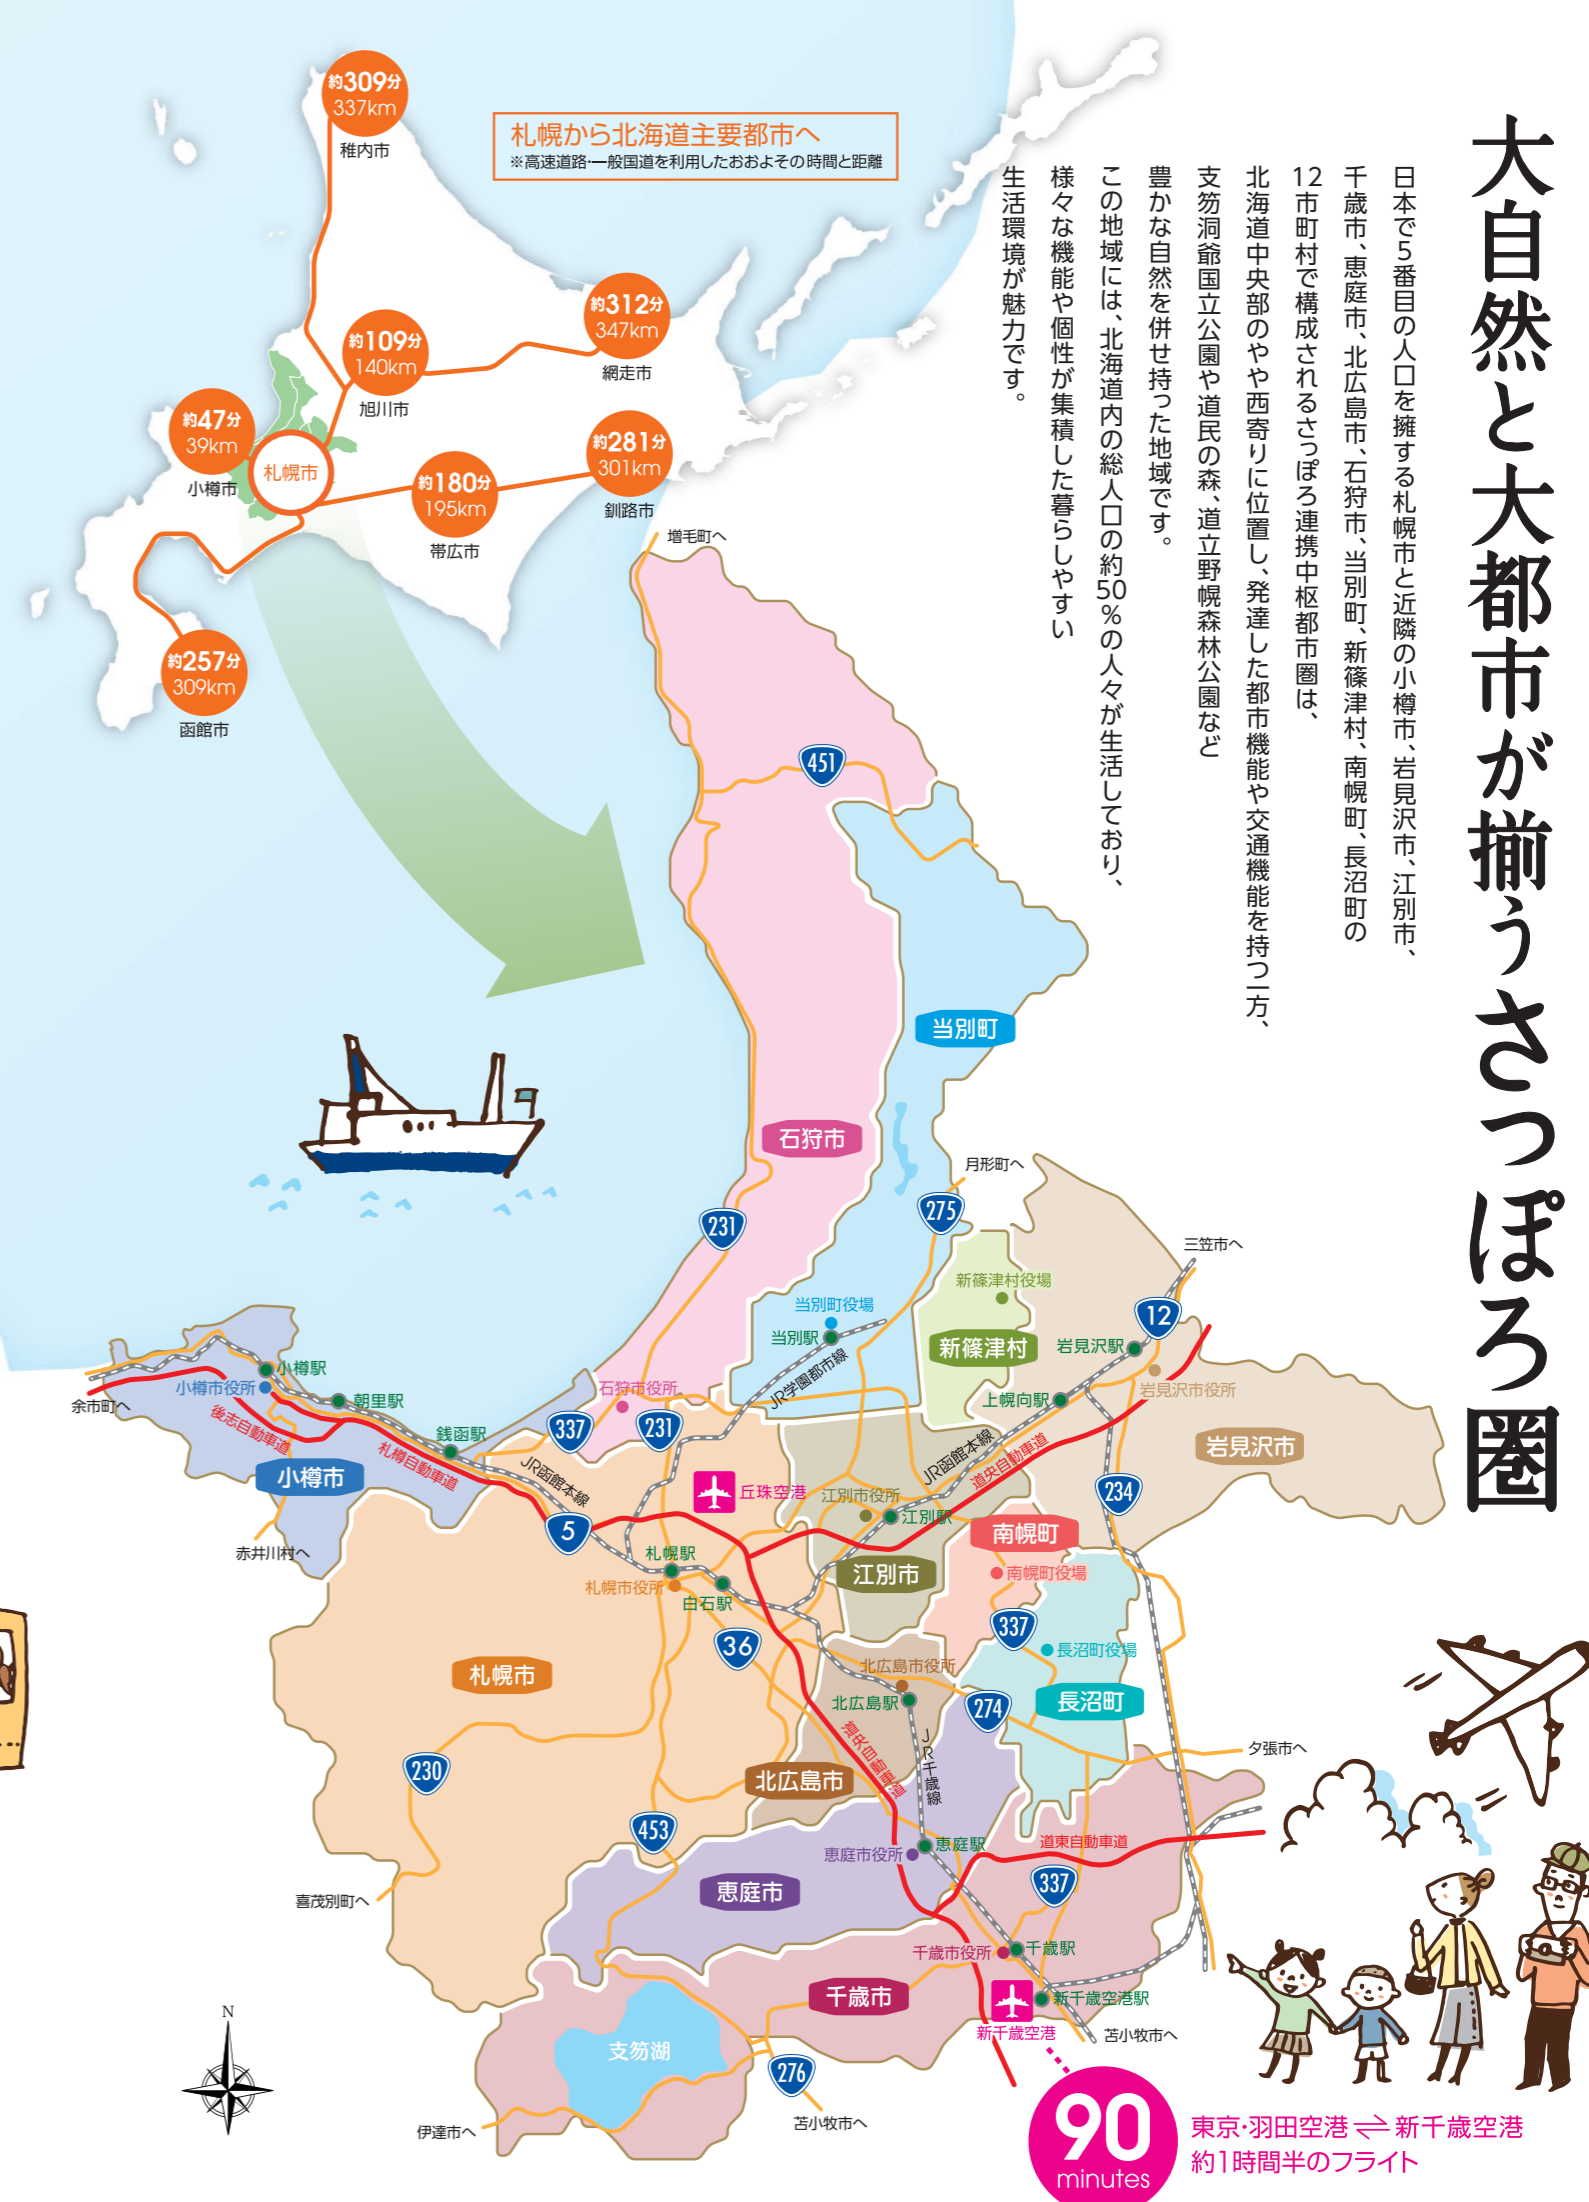 大自然と大都市が揃うさっぽろ圏
日本で5番目の人口を擁する札幌市と近隣の小樽市、岩見沢市、江別市、
千歳市、恵庭市、北広島市、石狩市、当別町、新篠津村、南幌町、長沼町の
12市町村で構成されるさっぽろ連携中枢都市圏は、
北海道中央部のやや西寄りに位置し、発達した都市機能や交通機能を持つ一方、
支笏洞爺国立公園や道民の森、道立野幌森林公園など
豊かな自然を併せ持った地域です。
この地域には、北海道内の総人口の約50%の人々が生活しており、
様々な機能や個性が集積した暮らしやすい
生活環境が魅力です。
札幌から北海道主要都市へ
※高速道路・一般国道を利用したおおよその時間と距離
約309分
337km
稚内市
約312分
347km
網走市
約109分
140km
旭川市
約47分
39km
小樽市
札幌市
約281分
301km
釧路市
約180分
195km
帯広市
約257分
309km
函館市
増毛町へ
451
当別町
石狩市
月形町へ
275
231
三笠市へ
新篠津村役場
当別町役場
12
当別駅
新篠津村
岩見沢駅
JR学園都市線
小樽駅
小樽市役所
石狩市役所
岩見沢市役所
朝里駅
上幌向駅
余市町へ
後志自動車道
銭函駅
337
231
JR函館本線
道央自動車道
岩見沢市
札樽自動車道
小樽市
JR函館本線
丘珠空港
江別市役所
234
江別駅
5
南幌町
赤井川村へ
札幌駅
江別市
南幌町役場
札幌市役所
白石駅
337
36
長沼町役場
北広島市役所
札幌市
北広島駅
274
長沼町
道央自動車道
JR千歳線
夕張市へ
230
北広島市
453
恵庭駅
道東自動車道
恵庭市役所
337
恵庭市
喜茂別町へ
千歳市役所
千歳駅
千歳市
新千歳空港駅
新千歳空港
苫小牧市へ
N
支笏湖
276
苫小牧市へ
伊達市へ
90
minutes
東京・羽田空港⇌新千歳空港
約1時間半のフライト